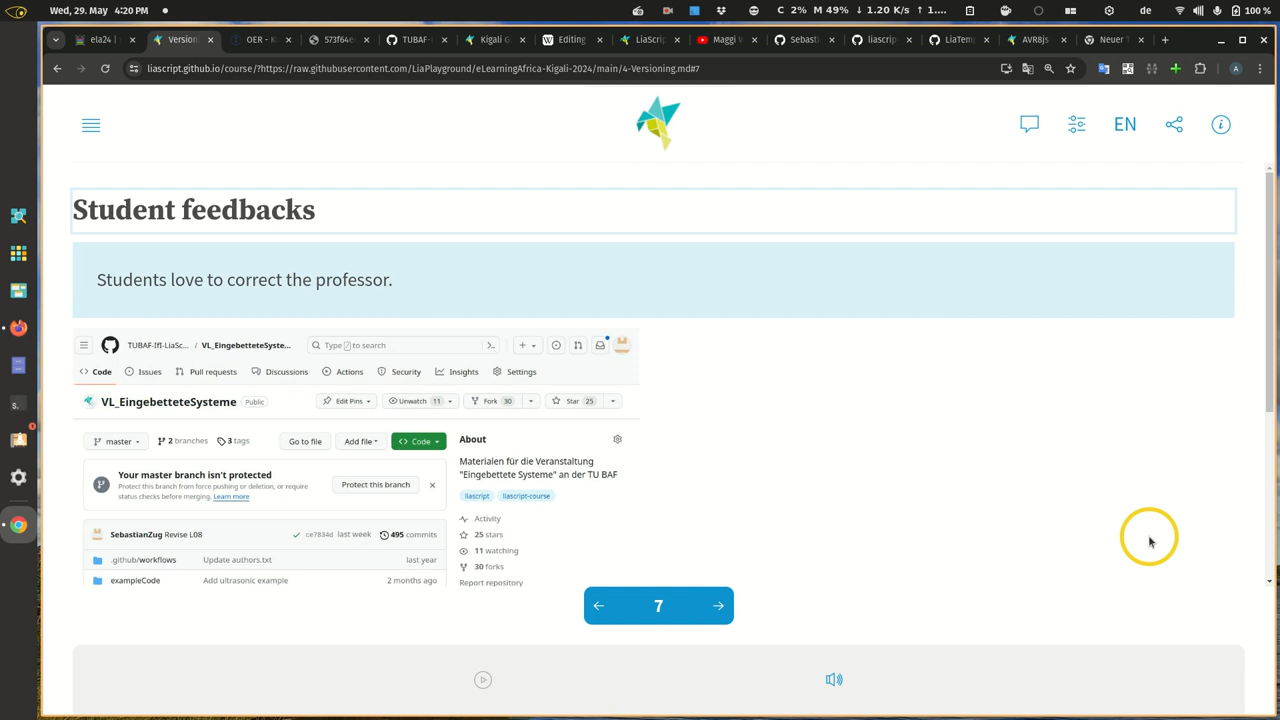 Wed, 29. May 4:20 PM
C 2% M 49% ↓1.20 K/s ↑1....
100 %
ela24 |
Version
OER - K
573f64e
TUBAF-
Kigali G
Editing
LiaScrip
Maggi W
Sebasti
liascrip
LiaTem
AVR8js
Neuer T
liascript.github.io/course/?https://raw.githubusercontent.com/LiaPlayground/eLearningAfrica-Kigali-2024/main/4-Versioning.md#7
A
EN
Student feedbacks
Students love to correct the professor.
TUBAF-IfI-LiaSc... / VL_EingebetteteSyste...
Type / to search
Code Issues Pull requests Discussions Actions Security Insights Settings
VL_EingebetteteSysteme Public
Edit Pins Unwatch 11 Fork 30 Star 25
master 2 branches 3 tags Go to file Add file Code
About
Your master branch isn't protected
Protect this branch from force pushing or deletion, or require
status checks before merging. Learn more
Protect this branch
Materialen für die Veranstaltung
"Eingebettete Systeme" an der TU BAF
liascript liascript-course
Activity
25 stars
11 watching
30 forks
Report repository
SebastianZug Revise L08 ce7834d last week 495 commits
.github/workflows Update authors.txt last year
exampleCode Add ultrasonic example 2 months ago
7